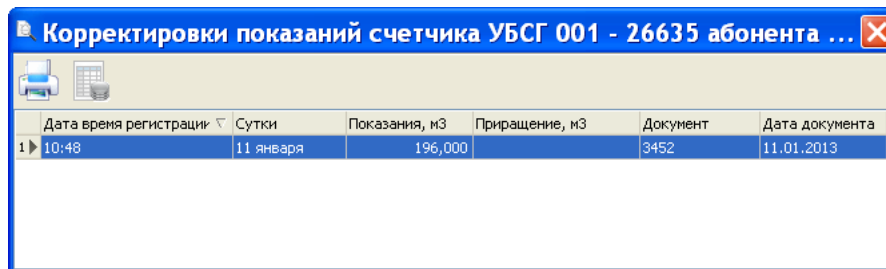 Корректировки показаний счетчика УБСГ 001 - 26635 абонента ...
Дата время регистрации Сутки Показания, м3 Приращение, м3 Документ Дата документа
1 10:48 11 января 196,000 3452 11.01.2013